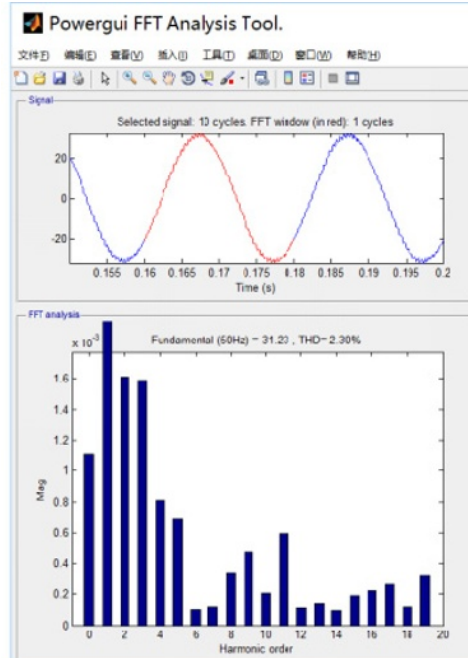 Powergui FFT Analysis Tool.
文件(F) 编辑(E) 查看(V) 插入(I) 工具(T) 桌面(D) 窗口(W) 帮助(H)
Signal
Selected signal: 10 cycles. FFT window (in red): 1 cycles
20
0
-20
0.155 0.16 0.165 0.17 0.175 0.18 0.185 0.19 0.195 0.2
Time (s)
FFT analysis
x 10^-3
Fundamental (50Hz) = 31.23 , THD= 2.30%
1.6
1.4
1.2
1
0.8
0.6
0.4
0.2
0
Mag
0 2 4 6 8 10 12 14 16 18 20
Harmonic order